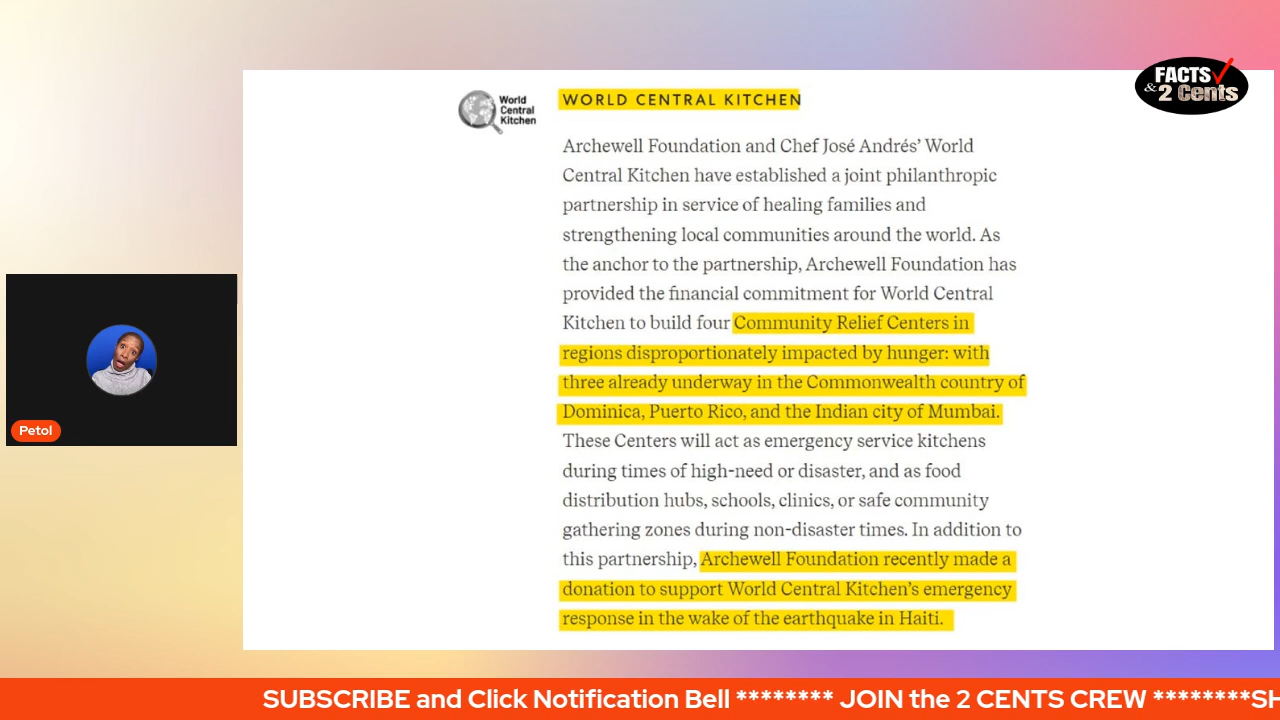 FACTS
& 2 Cents
World
Central
Kitchen
WORLD CENTRAL KITCHEN
Archewell Foundation and Chef José Andrés’ World
Central Kitchen have established a joint philanthropic
partnership in service of healing families and
strengthening local communities around the world. As
the anchor to the partnership, Archewell Foundation has
provided the financial commitment for World Central
Kitchen to build four Community Relief Centers in
regions disproportionately impacted by hunger: with
three already underway in the Commonwealth country of
Dominica, Puerto Rico, and the Indian city of Mumbai.
These Centers will act as emergency service kitchens
during times of high-need or disaster, and as food
distribution hubs, schools, clinics, or safe community
gathering zones during non-disaster times. In addition to
this partnership, Archewell Foundation recently made a
donation to support World Central Kitchen’s emergency
response in the wake of the earthquake in Haiti.
Petol
SUBSCRIBE and Click Notification Bell ******** JOIN the 2 CENTS CREW ********SH